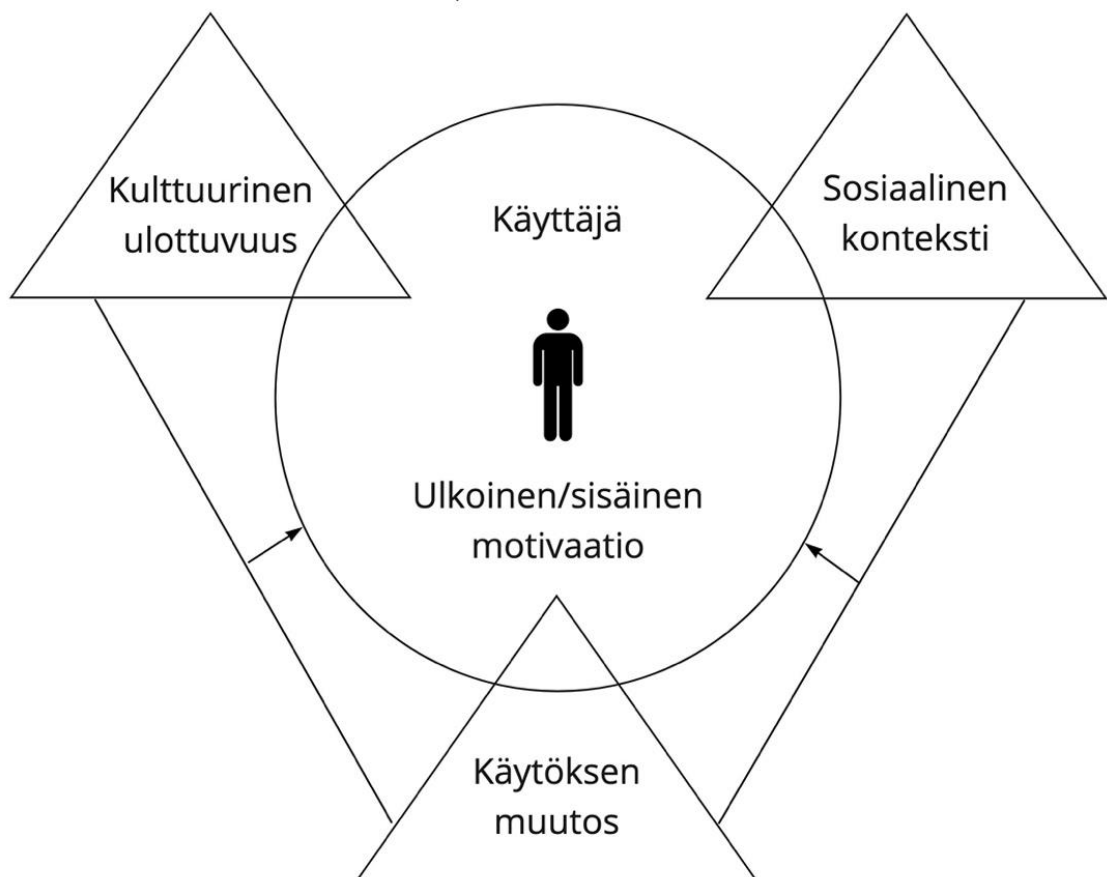 Kulttuurinen
ulottuvuus
Käyttäjä
Sosiaalinen
konteksti
Ulkoinen/sisäinen
motivaatio
Käytöksen
muutos